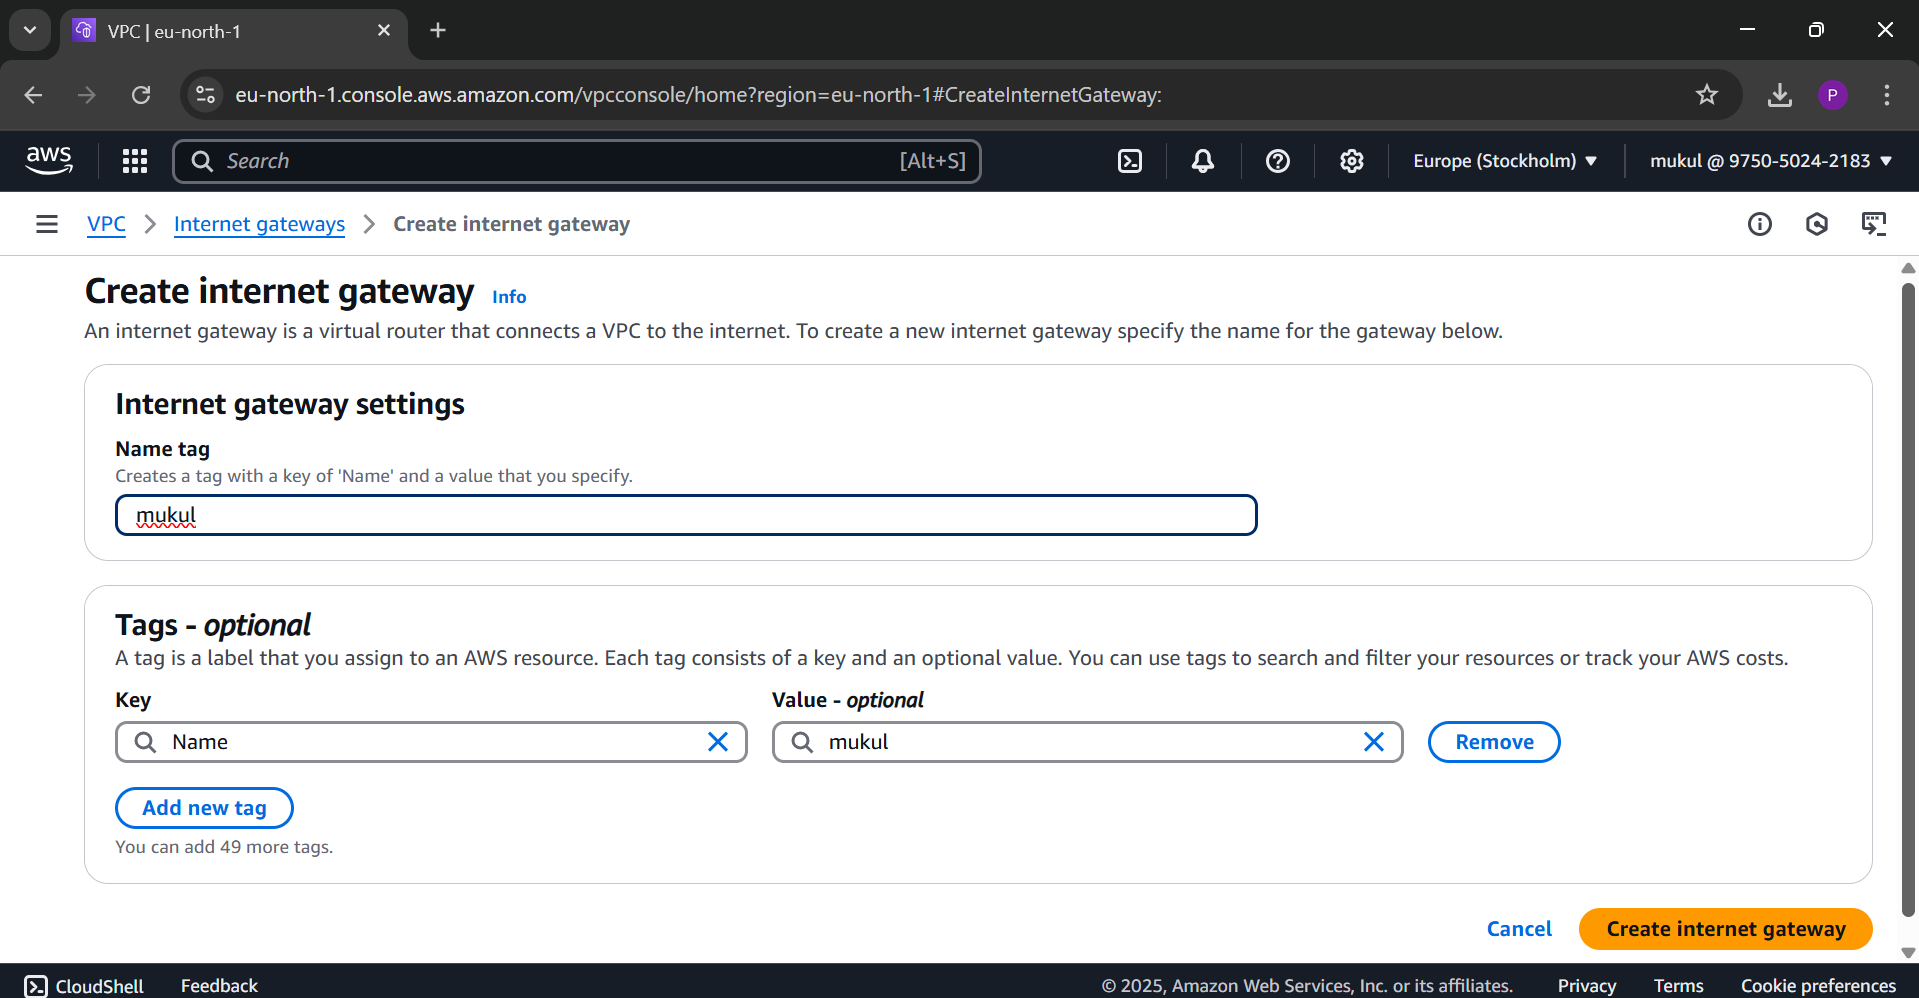 VPC | eu-north-1
eu-north-1.console.aws.amazon.com/vpcconsole/home?region=eu-north-1#CreateInternetGateway:
P
aws
Search
[Alt+S]
Europe (Stockholm)
mukul @ 9750-5024-2183
VPC
Internet gateways
Create internet gateway
Create internet gateway Info
An internet gateway is a virtual router that connects a VPC to the internet. To create a new internet gateway specify the name for the gateway below.
Internet gateway settings
Name tag
Creates a tag with a key of 'Name' and a value that you specify.
mukul
Tags - optional
A tag is a label that you assign to an AWS resource. Each tag consists of a key and an optional value. You can use tags to search and filter your resources or track your AWS costs.
Key
Value - optional
Name
mukul
Remove
Add new tag
You can add 49 more tags.
Cancel
Create internet gateway
CloudShell
Feedback
© 2025, Amazon Web Services, Inc. or its affiliates.
Privacy
Terms
Cookie preferences